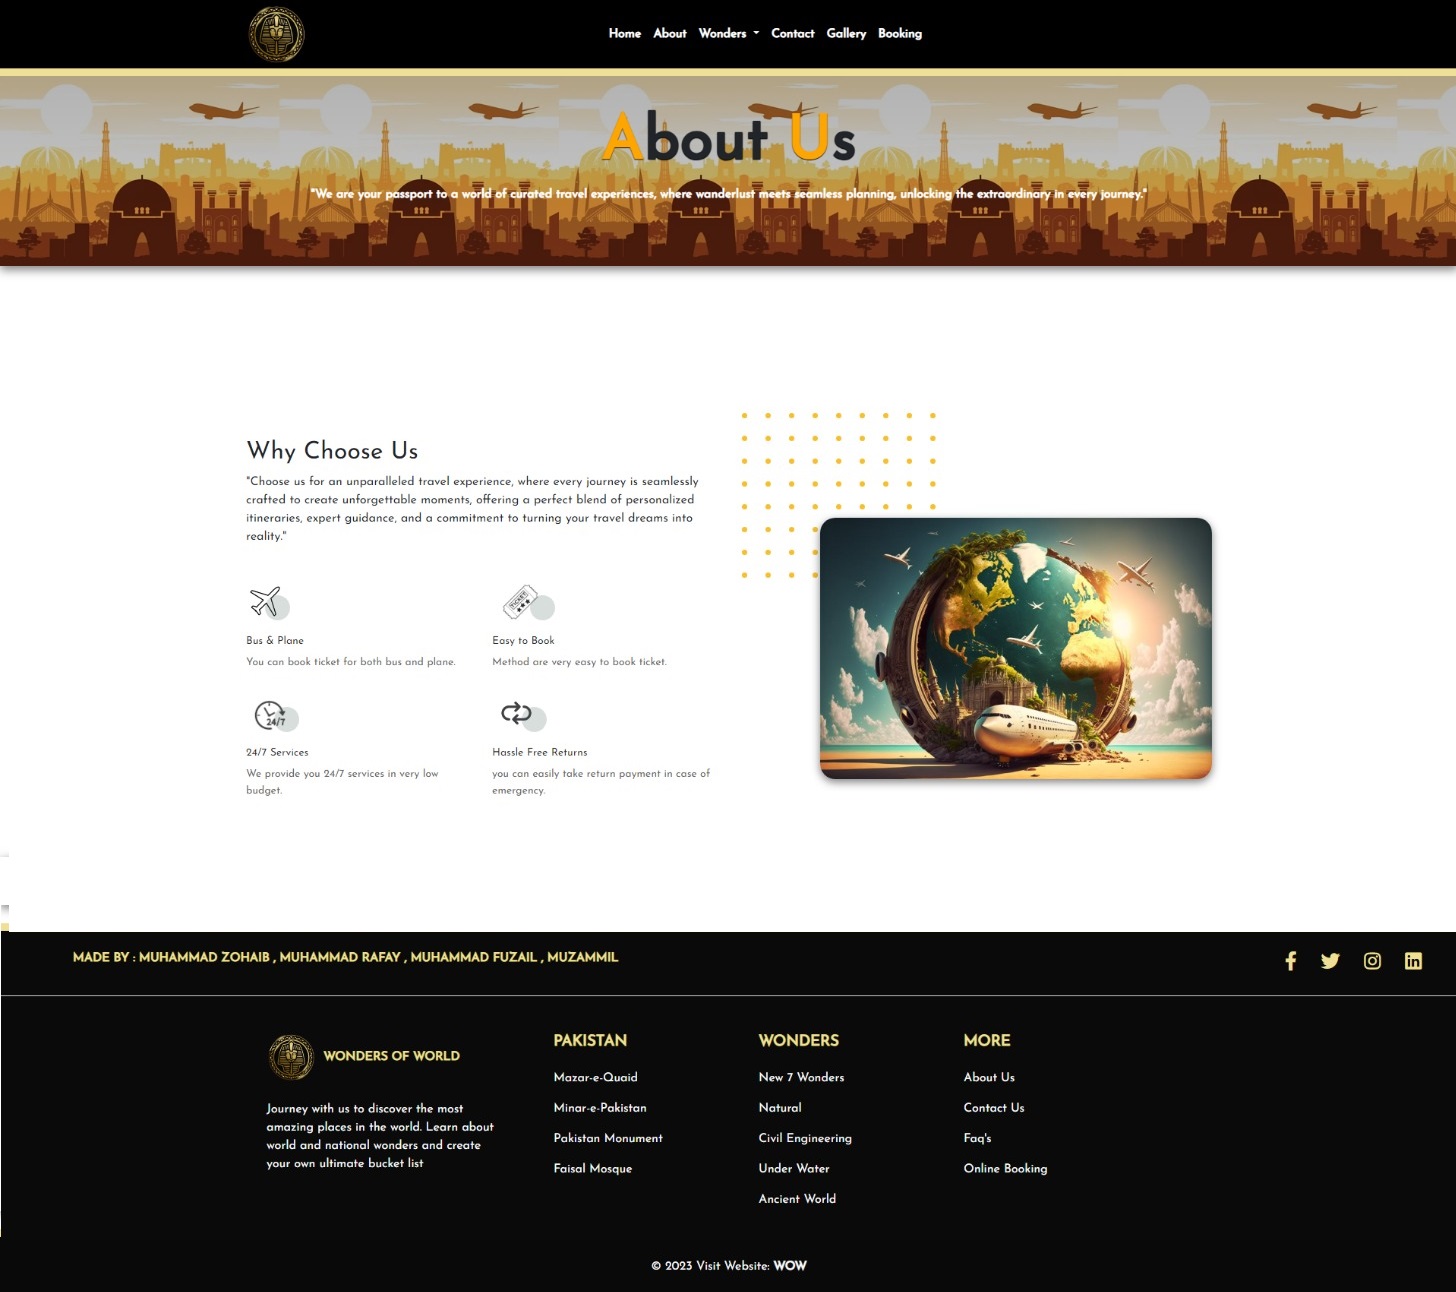 Home About Wonders Contact Gallery Booking
About Us
"We are your passport to a world of curated travel experiences, where wanderlust meets seamless planning, unlocking the extraordinary in every journey."
Why Choose Us
"Choose us for an unparalleled travel experience, where every journey is seamlessly
crafted to create unforgettable moments, offering a perfect blend of personalized
itineraries, expert guidance, and a commitment to turning your travel dreams into
reality."
TICKET
Bus & Plane
You can book ticket for both bus and plane.
Easy to Book
Method are very easy to book ticket.
24/7
24/7 Services
We provide you 24/7 services in very low
budget.
Hassle Free Returns
you can easily take return payment in case of
emergency.
MADE BY : MUHAMMAD ZOHAIB , MUHAMMAD RAFAY , MUHAMMAD FUZAIL , MUZAMMIL
WONDERS OF WORLD
Journey with us to discover the most
amazing places in the world. Learn about
world and national wonders and create
your own ultimate bucket list
PAKISTAN
Mazar-e-Quaid
Minar-e-Pakistan
Pakistan Monument
Faisal Mosque
WONDERS
New 7 Wonders
Natural
Civil Engineering
Under Water
Ancient World
MORE
About Us
Contact Us
Faq's
Online Booking
© 2023 Visit Website: WOW